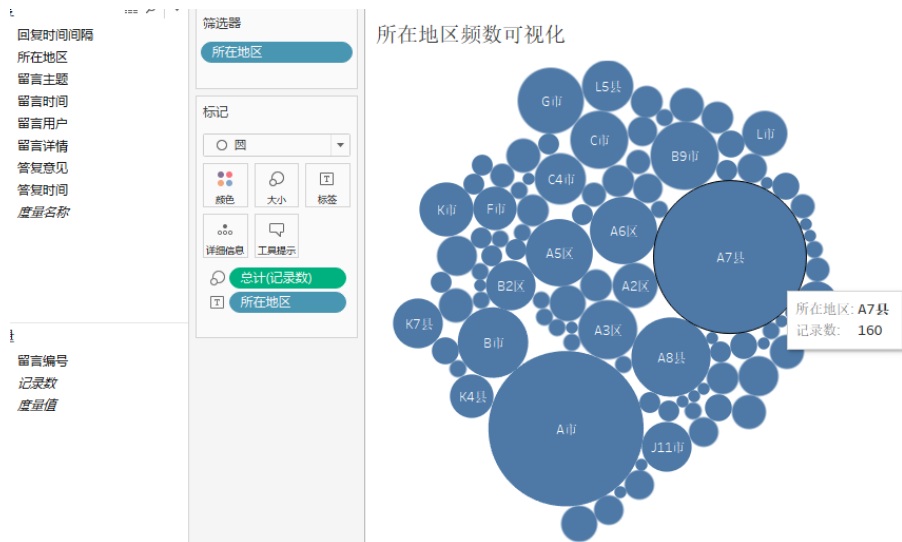 回复时间间隔
所在地区
留言主题
留言时间
留言用户
留言详情
答复意见
答复时间
度量名称
留言编号
记录数
度量值
筛选器
所在地区
标记
圆
颜色
大小
标签
详细信息
工具提示
总计(记录数)
所在地区
所在地区频数可视化
L5县
G市
C市
L市
B9市
C4市
K市
F市
A6区
A5区
A7县
B2区
A2区
K7县
A3区
B市
A8县
K4县
A市
J11市
所在地区: A7县
记录数: 160